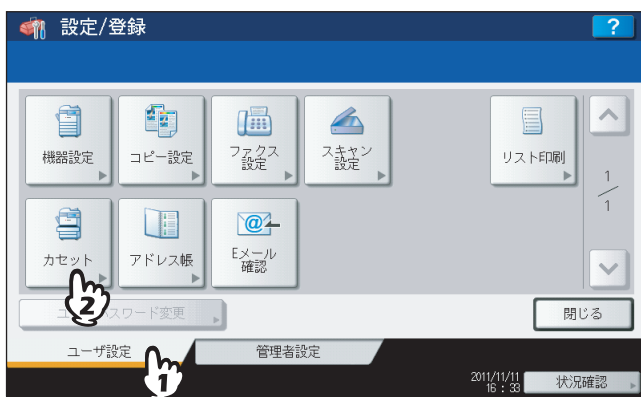 設定/登録
?
機器設定
コピー設定
ファクス
設定
スキャン
設定
リスト印刷
1
1
カセット
アドレス帳
Eメール
確認
2
スワード変更
閉じる
ユーザ設定
管理者設定
1
2011/11/11
16 : 33
状況確認